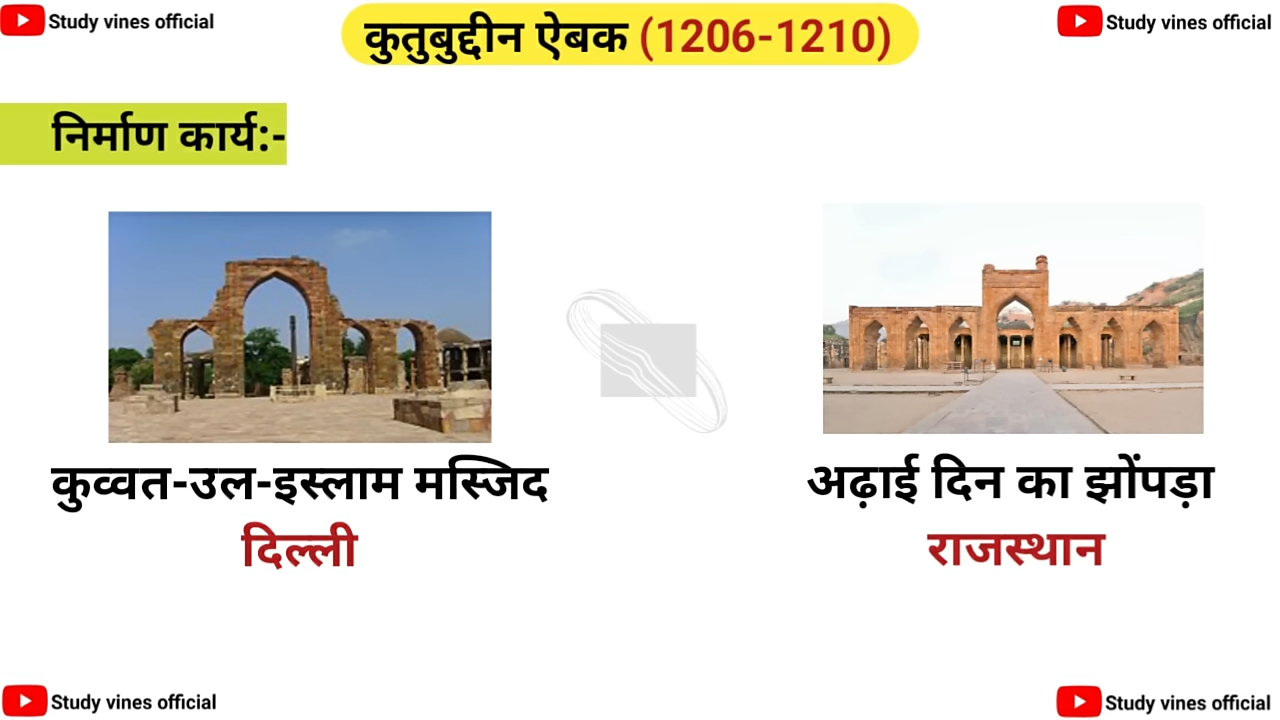 Study vines official
कुतुबुद्दीन ऐबक (1206-1210)
Study vines official
निर्माण कार्य:-
कुव्वत-उल-इस्लाम मस्जिद
दिल्ली
अढ़ाई दिन का झोंपड़ा
राजस्थान
Study vines official
Study vines official